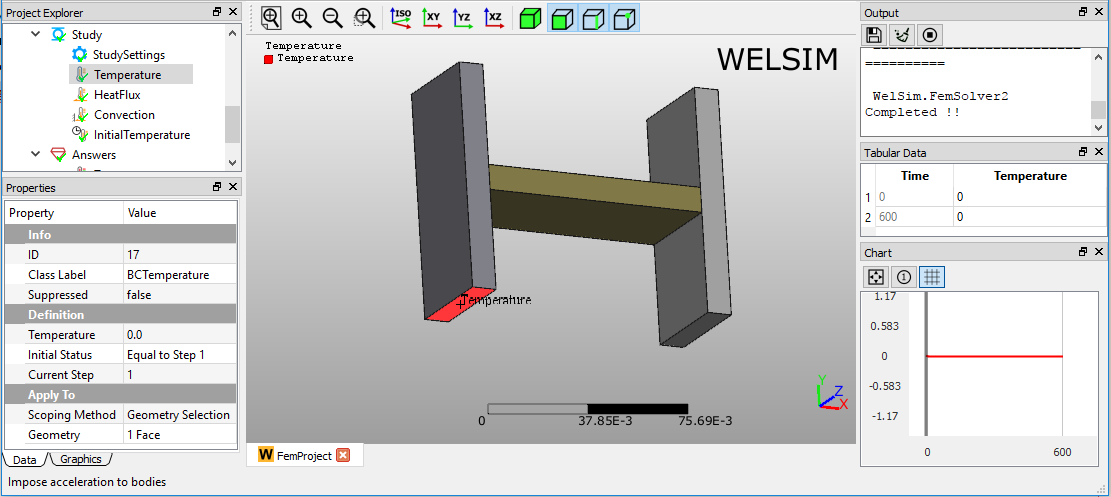 Project Explorer
Study
StudySettings
Temperature
HeatFlux
Convection
InitialTemperature
Answers
Properties
Property Value
Info
ID 17
Class Label BCTemperature
Suppressed false
Definition
Temperature 0.0
Initial Status Equal to Step 1
Current Step 1
Apply To
Scoping Method Geometry Selection
Geometry 1 Face
Data Graphics
Impose acceleration to bodies
ISO XY YZ XZ
Temperature
Temperature
WELSIM
Temperature
Y
Z
X
0 37.85E-3 75.69E-3
W FemProject
Output
==========
WelSim.FemSolver2
Completed !!
Tabular Data
Time Temperature
1 0 0
2 600 0
Chart
1
1.17
0.583
0
-0.583
-1.17
0 600